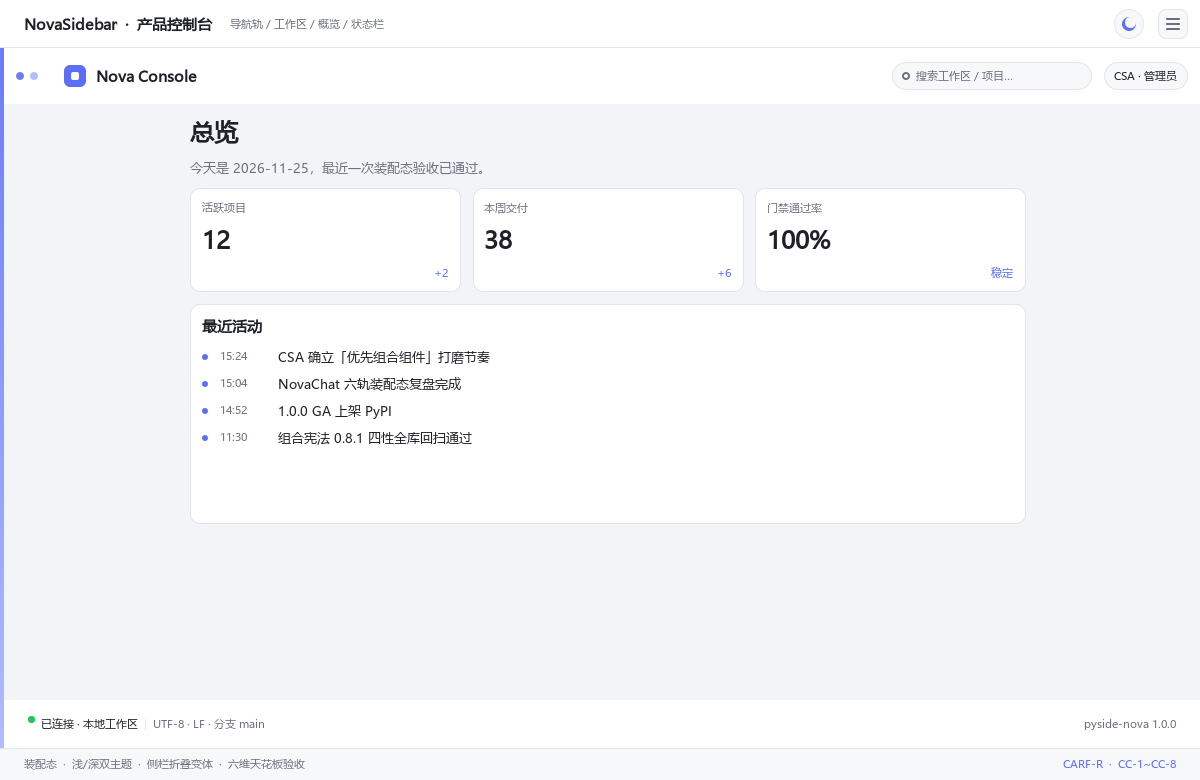 NovaSidebar · 产品控制台 导航轨 / 工作区 / 概览 / 状态栏
Nova Console 搜索工作区 / 项目... CSA · 管理员
总览
今天是 2026-11-25，最近一次装配态验收已通过。
活跃项目 本周交付 门禁通过率
12 38 100%
+2 +6 稳定
最近活动
15:24 CSA 确立「优先组合组件」打磨节奏
15:04 NovaChat 六轨装配态复盘完成
14:52 1.0.0 GA 上架 PyPI
11:30 组合宪法 0.8.1 四性全库回扫通过
已连接 · 本地工作区 UTF-8 · LF · 分支 main pyside-nova 1.0.0
装配态 · 浅/深双主题 · 侧栏折叠变体 · 六维天花板验收 CARF-R · CC-1~CC-8